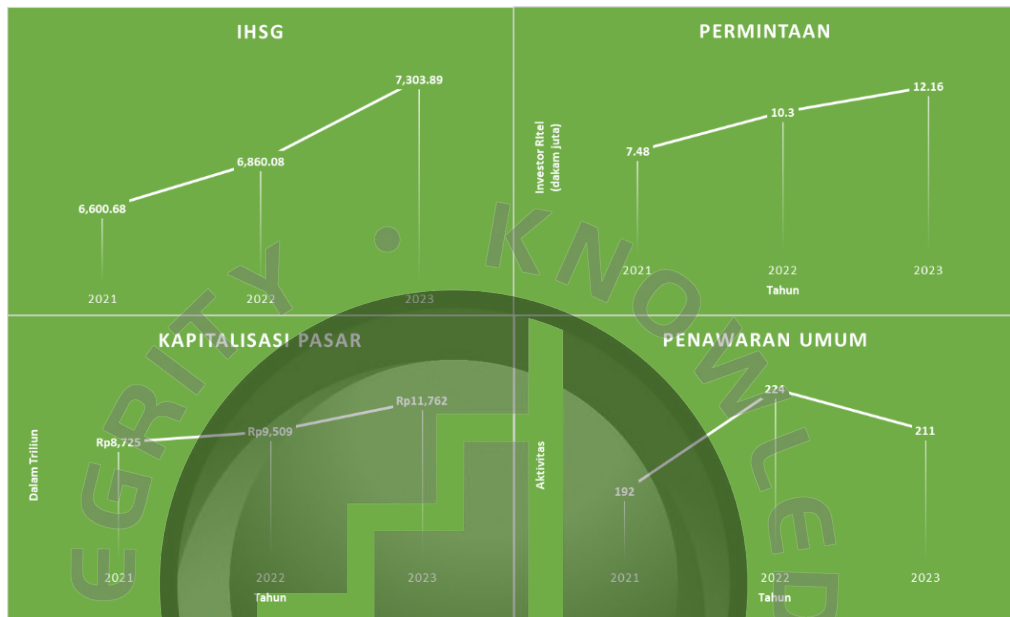 IHSG
7,303.89
6,860.08
6,600.68
2021
2022
2023
PERMINTAAN
Investor Ritel
(dakam juta)
12.16
10.3
7.48
2021
2022
2023
Tahun
KAPITALISASI PASAR
Dalam Triliun
Rp11,762
Rp9,509
Rp8,725
2021
2022
2023
Tahun
PENAWARAN UMUM
Aktivitas
224
211
192
2021
2022
2023
Tahun
EGRITY • KNOWLED